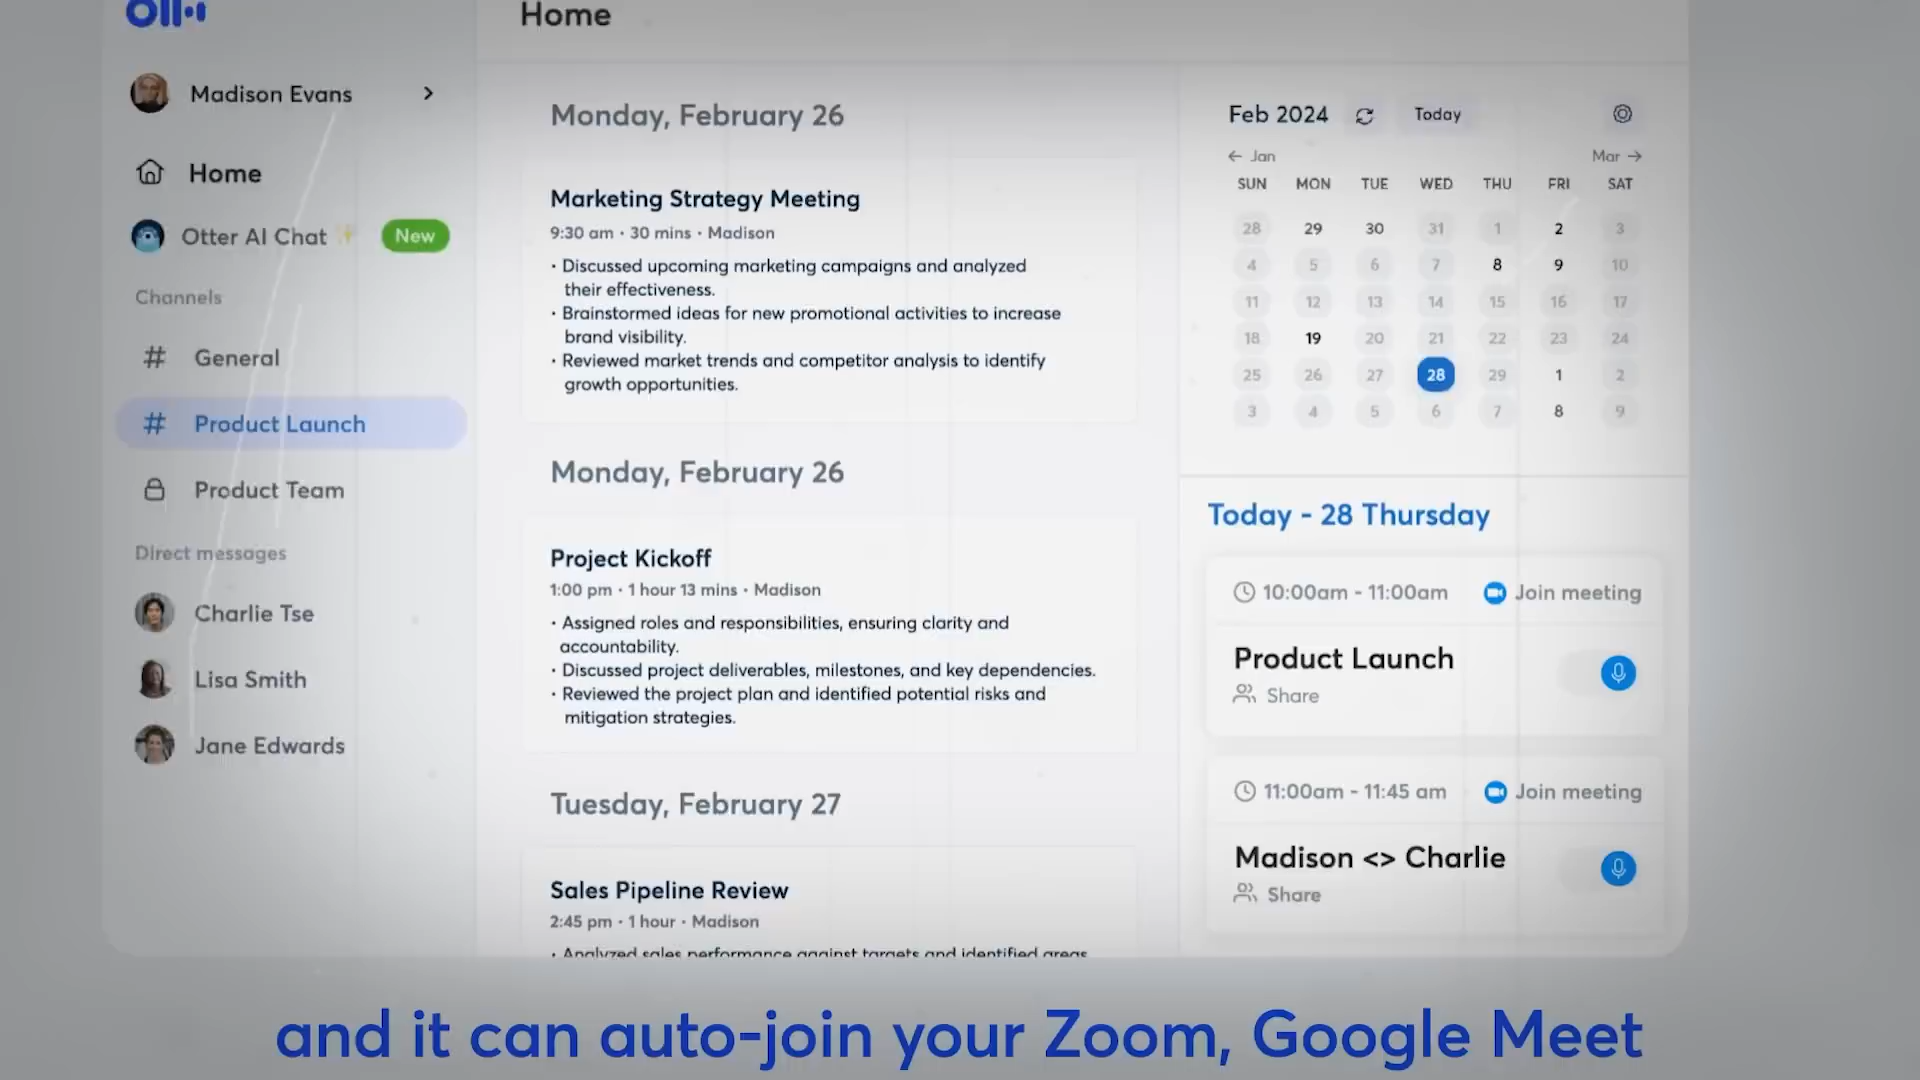 Home
Madison Evans
Home
Otter AI Chat
New
Channels
# General
# Product Launch
Product Team
Direct messages
Charlie Tse
Lisa Smith
Jane Edwards
Monday, February 26
Marketing Strategy Meeting
9:30 am · 30 mins · Madison
· Discussed upcoming marketing campaigns and analyzed
their effectiveness.
· Brainstormed ideas for new promotional activities to increase
brand visibility.
· Reviewed market trends and competitor analysis to identify
growth opportunities.
Monday, February 26
Project Kickoff
1:00 pm · 1 hour 13 mins · Madison
· Assigned roles and responsibilities, ensuring clarity and
accountability.
· Discussed project deliverables, milestones, and key dependencies.
· Reviewed the project plan and identified potential risks and
mitigation strategies.
Tuesday, February 27
Sales Pipeline Review
2:45 pm · 1 hour · Madison
· Analyzed sales performance against targets and identified areas
Feb 2024
Today
← Jan
Mar →
SUN MON TUE WED THU FRI SAT
28 29 30 31 1 2 3
4 5 6 7 8 9 10
11 12 13 14 15 16 17
18 19 20 21 22 23 24
25 26 27 28 29 1 2
3 4 5 6 7 8 9
Today - 28 Thursday
10:00am - 11:00am
Join meeting
Product Launch
Share
11:00am - 11:45 am
Join meeting
Madison <> Charlie
Share
and it can auto-join your Zoom, Google Meet